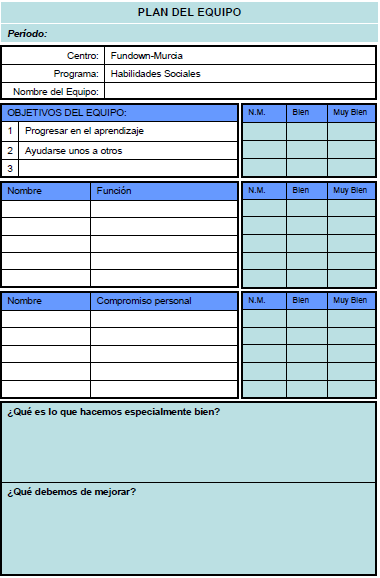 PLAN DEL EQUIPO
Período:
Centro: Fundown-Murcia
Programa: Habilidades Sociales
Nombre del Equipo:
OBJETIVOS DEL EQUIPO: N.M. Bien Muy Bien
1 Progresar en el aprendizaje
2 Ayudarse unos a otros
3
Nombre Función N.M. Bien Muy Bien
Nombre Compromiso personal N.M. Bien Muy Bien
¿Qué es lo que hacemos especialmente bien?
¿Qué debemos de mejorar?